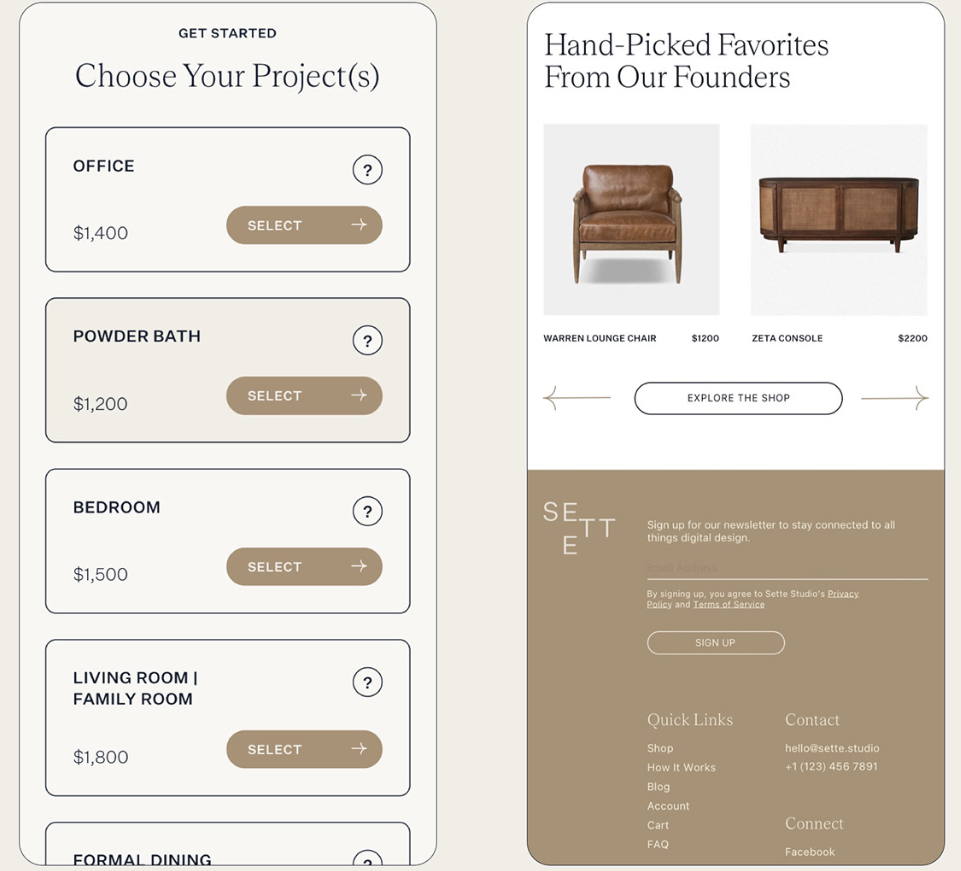 GET STARTED
Choose Your Project(s)
OFFICE
?
$1,400
SELECT
POWDER BATH
?
$1,200
SELECT
BEDROOM
?
$1,500
SELECT
LIVING ROOM |
FAMILY ROOM
?
$1,800
SELECT
FORMAL DINING
?
Hand-Picked Favorites
From Our Founders
WARREN LOUNGE CHAIR $1200
ZETA CONSOLE $2200
EXPLORE THE SHOP
SETTE
Sign up for our newsletter to stay connected to all
things digital design.
Email Address
By signing up, you agree to Sette Studio's Privacy
Policy and Terms of Service
SIGN UP
Quick Links
Shop
How It Works
Blog
Account
Cart
FAQ
Contact
hello@sette.studio
+1 (123) 456 7891
Connect
Facebook